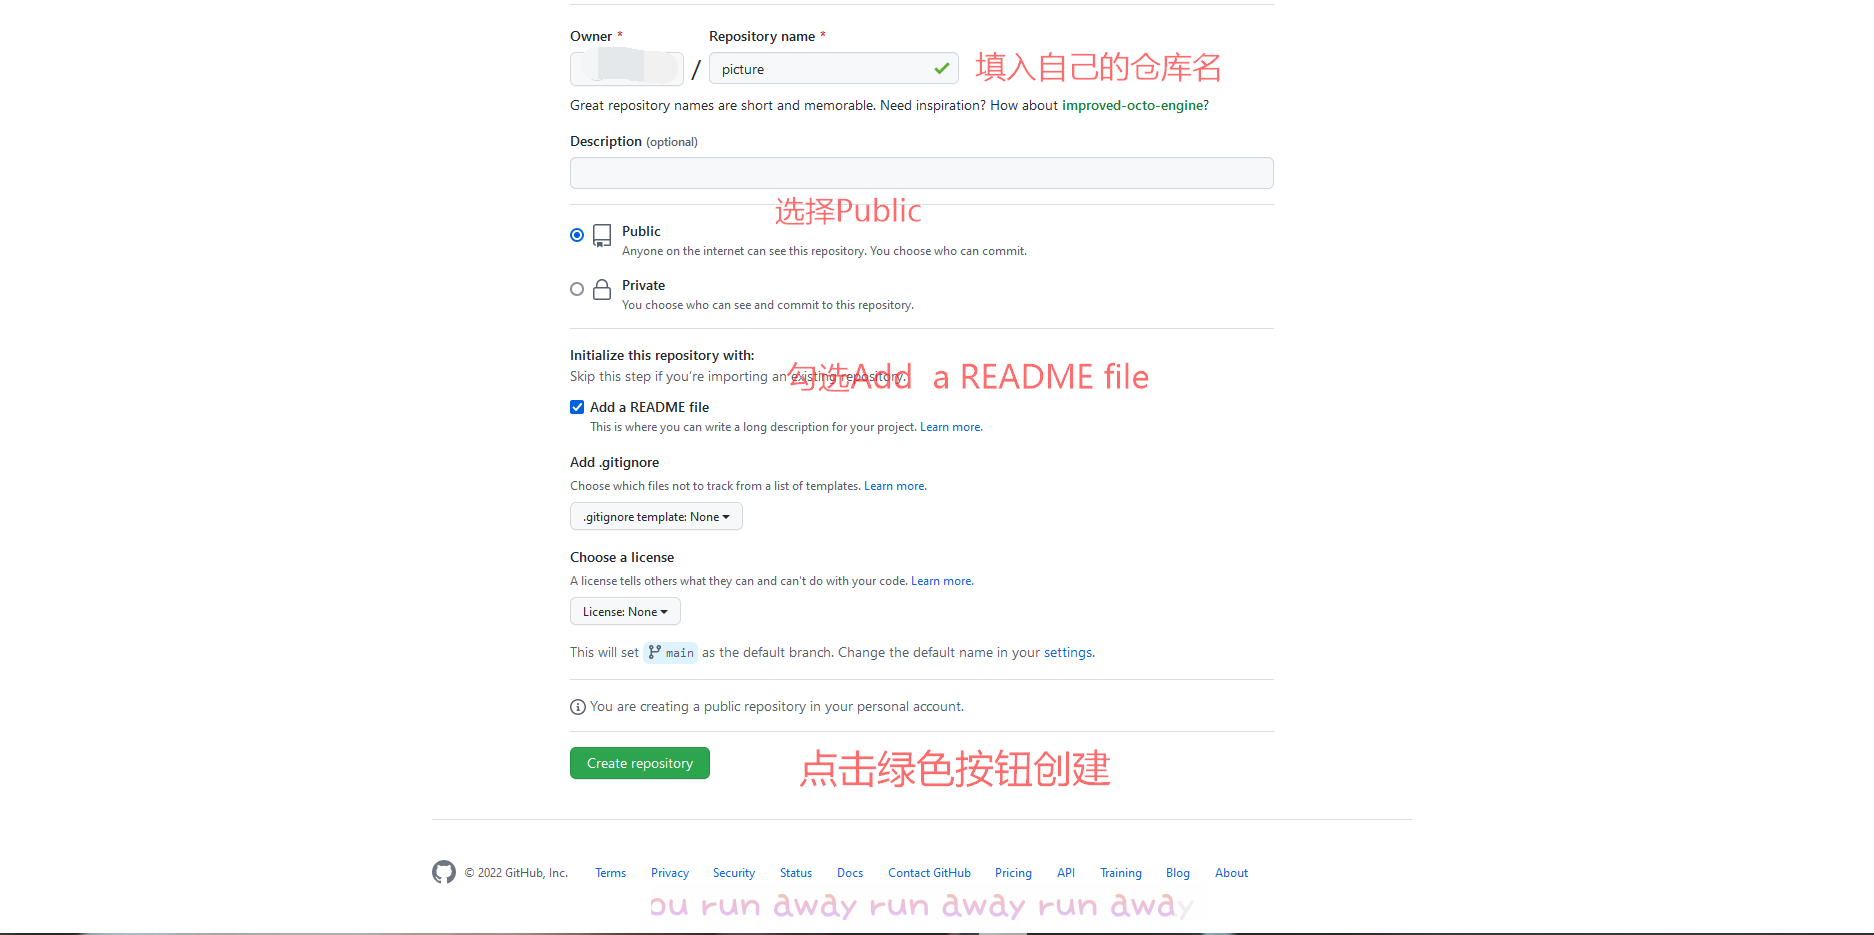 Owner * Repository name *
/ picture 填入自己的仓库名
Great repository names are short and memorable. Need inspiration? How about improved-octo-engine?
Description (optional)
选择Public
Public
Anyone on the internet can see this repository. You choose who can commit.
Private
You choose who can see and commit to this repository.
Initialize this repository with:
Skip this step if you’re importing an existing repository.
勾选Add a README file
Add a README file
This is where you can write a long description for your project. Learn more.
Add .gitignore
Choose which files not to track from a list of templates. Learn more.
.gitignore template: None
Choose a license
A license tells others what they can and can't do with your code. Learn more.
License: None
This will set main as the default branch. Change the default name in your settings.
You are creating a public repository in your personal account.
Create repository 点击绿色按钮创建
© 2022 GitHub, Inc. Terms Privacy Security Status Docs Contact GitHub Pricing API Training Blog About
ou run away run away run away